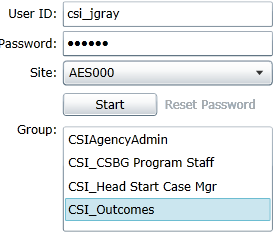 User ID: csi_jgray
Password: ••••••
Site: AES000
Start Reset Password
Group:
CSIAgencyAdmin
CSI_CSBG Program Staff
CSI_Head Start Case Mgr
CSI_Outcomes